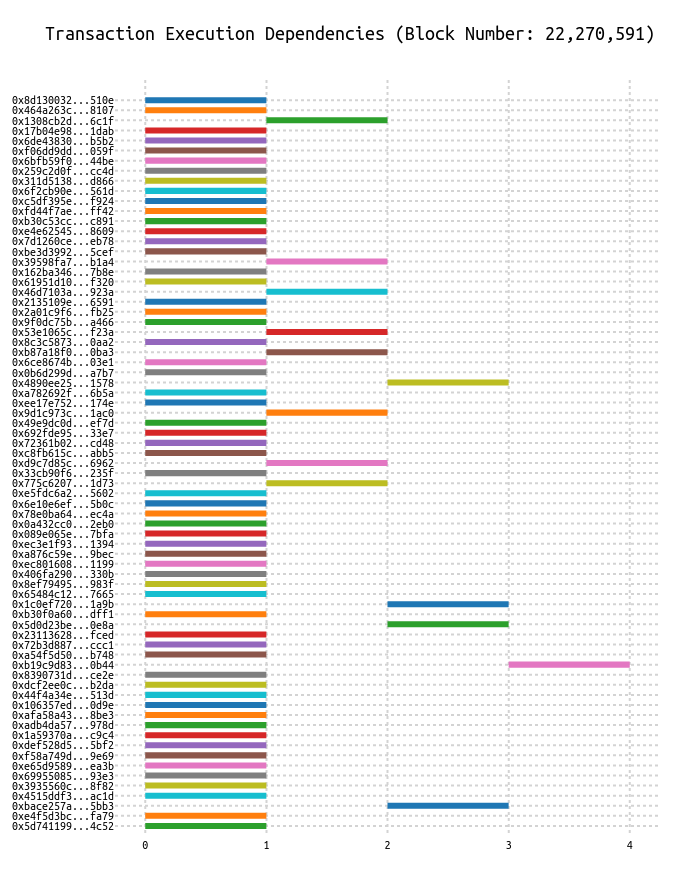 Transaction Execution Dependencies (Block Number: 22,270,591)
0x8d130032...510e
0x464a263c...8107
0x1308cb2d...6c1f
0x17b04e98...1dab
0x6de43830...b5b2
0xf06dd9dd...059f
0x6bfb59f0...44be
0x259c2d0f...cc4d
0x311d5138...d866
0x6f2cb90e...561d
0xc5df395e...f924
0xfd44f7ae...ff42
0xb30c53cc...c891
0xe4e62545...8609
0x7d1260ce...eb78
0xbe3d3992...5cef
0x39598fa7...b1a4
0x162ba346...7b8e
0x61951d10...f320
0x46d7103a...923a
0x2135109e...6591
0x2a01c9f6...fb25
0x9f0dc75b...a466
0x53e1065c...f23a
0x8c3c5873...0aa2
0xb87a18f0...0ba3
0x6ce8674b...03e1
0x0b6d299d...a7b7
0x4890ee25...1578
0xa782692f...6b5a
0xee17e752...174e
0x9d1c973c...1ac0
0x49e9dc0d...ef7d
0x692fde95...33e7
0x72361b02...cd48
0xc8fb615c...abb5
0xd9c7d85c...6962
0x33cb90f6...235f
0x775c6207...1d73
0xe5fdc6a2...5602
0x6e10e6ef...5b0c
0x78e0ba64...ec4a
0x0a432cc0...2eb0
0x089e065e...7bfa
0xec3e1f93...1394
0xa876c59e...9bec
0xec801608...1199
0x406fa290...330b
0x8ef79495...983f
0x65484c12...7665
0x1c0ef720...1a9b
0xb30f0a60...dff1
0x5d0d23be...0e8a
0x23113628...fced
0x72b3d887...ccc1
0xa54f5d50...b748
0xb19c9d83...0b44
0x8390731d...ce2e
0xdcf2ee0c...b2da
0x44f4a34e...513d
0x106357ed...0d9e
0xafa58a43...8be3
0xadb4da57...978d
0x1a59370a...c9c4
0xdef528d5...5bf2
0xf58a749d...9e69
0xe65d9589...ea3b
0x69955085...93e3
0x3935560c...8f82
0x4515ddf3...ac1d
0xbace257a...5bb3
0xe4f5d3bc...fa79
0x5d741199...4c52
0 1 2 3 4